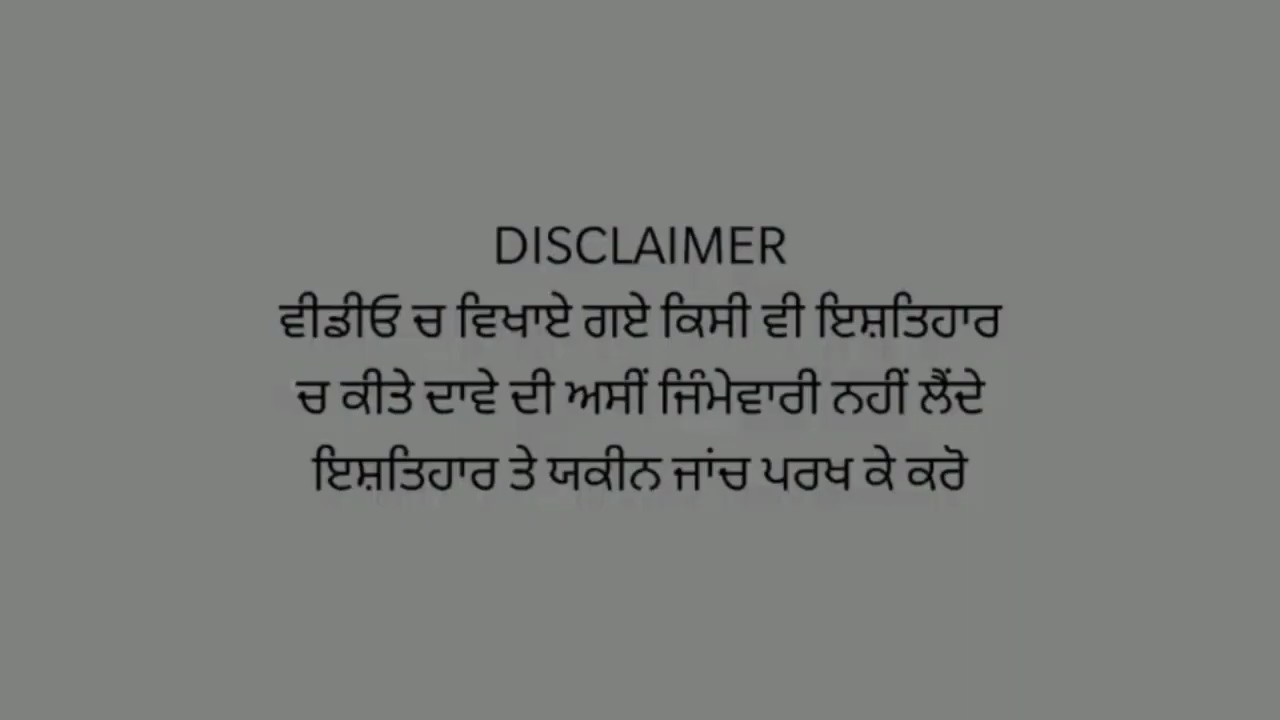 DISCLAIMER
ਵੀਡੀਓ ਚ ਵਿਖਾਏ ਗਏ ਕਿਸੀ ਵੀ ਇਸ਼ਤਿਹਾਰ
ਚ ਕੀਤੇ ਦਾਵੇ ਦੀ ਅਸੀਂ ਜਿੰਮੇਵਾਰੀ ਨਹੀਂ ਲੈਂਦੇ
ਇਸ਼ਤਿਹਾਰ ਤੇ ਯਕੀਨ ਜਾਂਚ ਪਰਖ ਕੇ ਕਰੋ